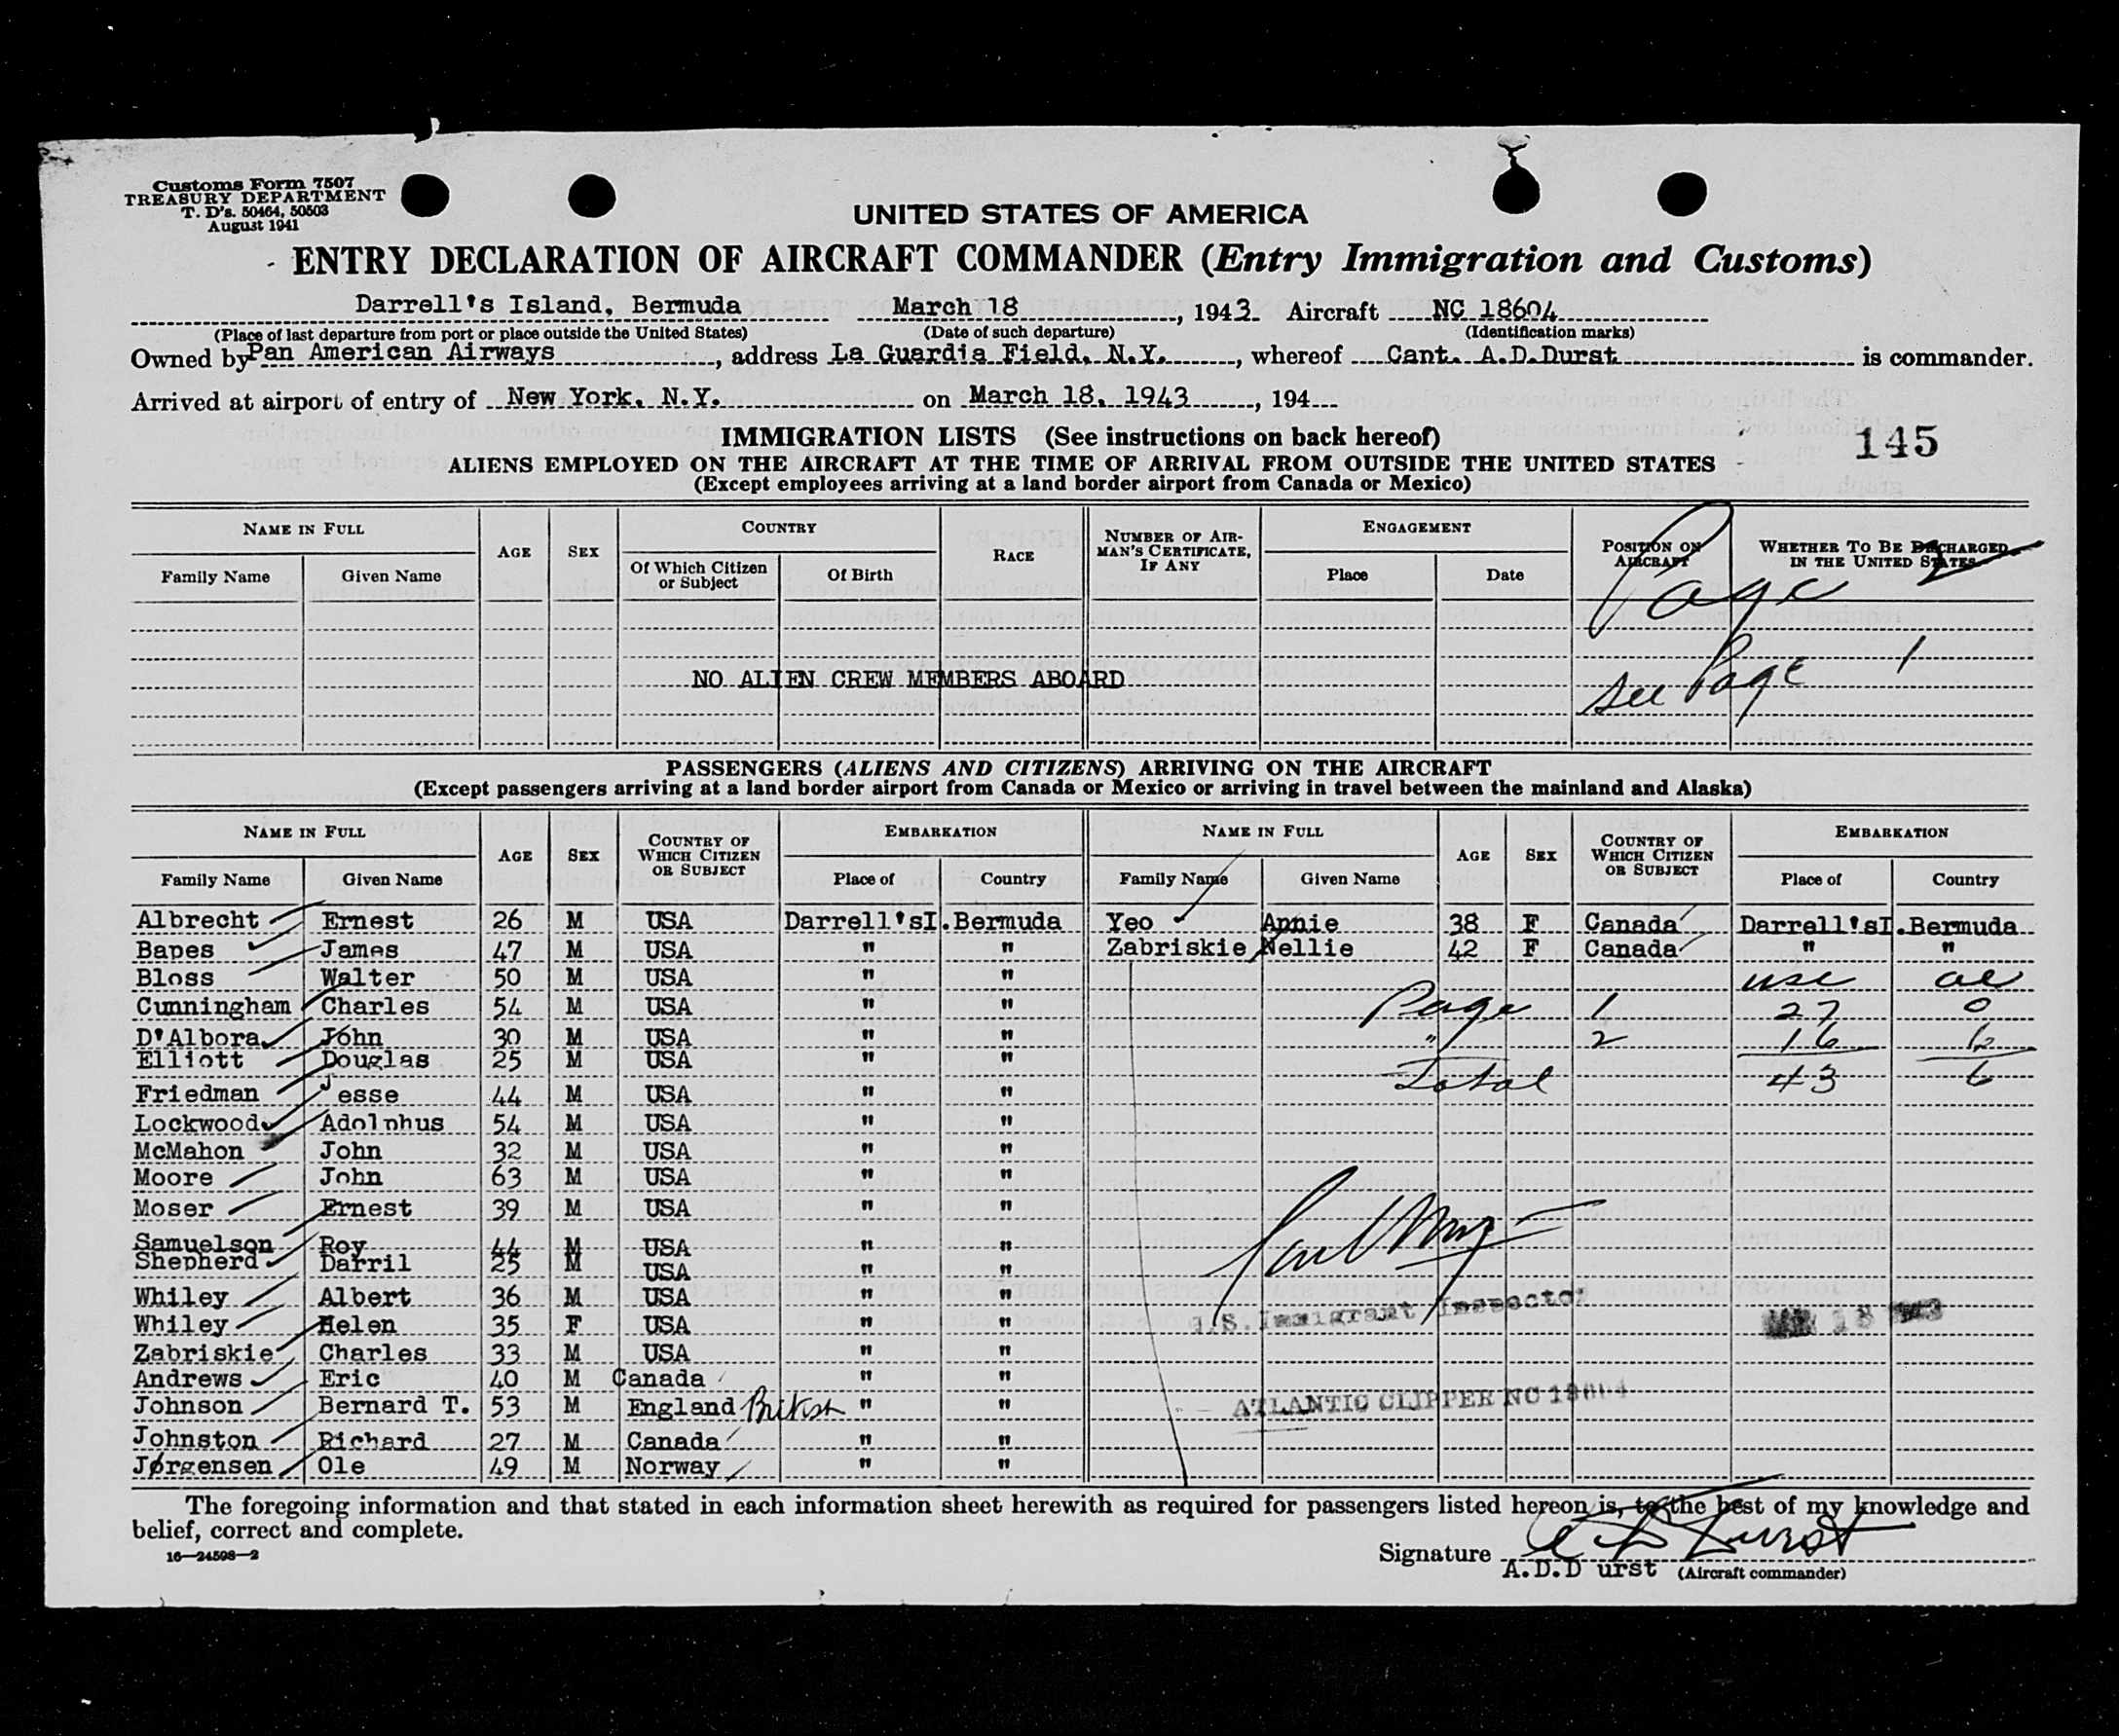 Customs Form 7507
TREASURY DEPARTMENT
T. D's. 50464, 50503
August 1941
UNITED STATES OF AMERICA
ENTRY DECLARATION OF AIRCRAFT COMMANDER (Entry Immigration and Customs)
Darrell's Island, Bermuda March 18, 1943 Aircraft NC 18604
(Place of last departure from port or place outside the United States) (Date of such departure) (Identification marks)
Owned by Pan American Airways, address La Guardia Field, N.Y., whereof Capt. A.D.Durst is commander.
Arrived at airport of entry of New York, N.Y. on March 18, 1943, 194
IMMIGRATION LISTS (See instructions on back hereof)
145
ALIENS EMPLOYED ON THE AIRCRAFT AT THE TIME OF ARRIVAL FROM OUTSIDE THE UNITED STATES
(Except employees arriving at a land border airport from Canada or Mexico)
NAME IN FULL AGE SEX COUNTRY RACE NUMBER OF AIRMAN'S CERTIFICATE, IF ANY ENGAGEMENT POSITION ON AIRCRAFT WHETHER TO BE DISCHARGED IN THE UNITED STATES
Family Name Given Name Of Which Citizen or Subject Of Birth Place Date
Page 2
NO ALIEN CREW MEMBERS ABOARD
See Page 1
PASSENGERS (ALIENS AND CITIZENS) ARRIVING ON THE AIRCRAFT
(Except passengers arriving at a land border airport from Canada or Mexico or arriving in travel between the mainland and Alaska)
NAME IN FULL AGE SEX COUNTRY OF WHICH CITIZEN OR SUBJECT EMBARKATION NAME IN FULL AGE SEX COUNTRY OF WHICH CITIZEN OR SUBJECT EMBARKATION
Family Name Given Name Place of Country Family Name Given Name Place of Country
Albrecht Ernest 26 M USA Darrell'sI. Bermuda Yeo Annie 38 F Canada Darrell'sI. Bermuda
Bapes James 47 M USA " " Zabriskie Nellie 42 F Canada " "
Bloss Walter 50 M USA " " usc al
Cunningham Charles 54 M USA " " Page 1 27 0
D'Albora John 30 M USA " " " 2 16 6
Elliott Douglas 25 M USA " "
Friedman Jesse 44 M USA " " Total 43 6
Lockwood Adolphus 54 M USA " "
McMahon John 32 M USA " "
Moore John 63 M USA " "
Moser Ernest 39 M USA " "
Samuelson Roy 44 M USA " "
Shepherd Darril 25 M USA " "
Whiley Albert 36 M USA " "
Whiley Helen 35 F USA " " U.S. Immigrant Inspector MAR 18 1943
Zabriskie Charles 33 M USA " "
Andrews Eric 40 M Canada " "
Johnson Bernard T. 53 M England British " " ATLANTIC CLIPPER NC 18604
Johnston Richard 27 M Canada " "
Jørgensen Ole 49 M Norway " "
The foregoing information and that stated in each information sheet herewith as required for passengers listed hereon is, to the best of my knowledge and
belief, correct and complete.
16—24598—2
Signature A D Durst
A.D.D urst (Aircraft commander)